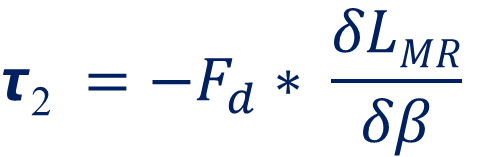 τ₂ = −F_d * δL_MR / δβ